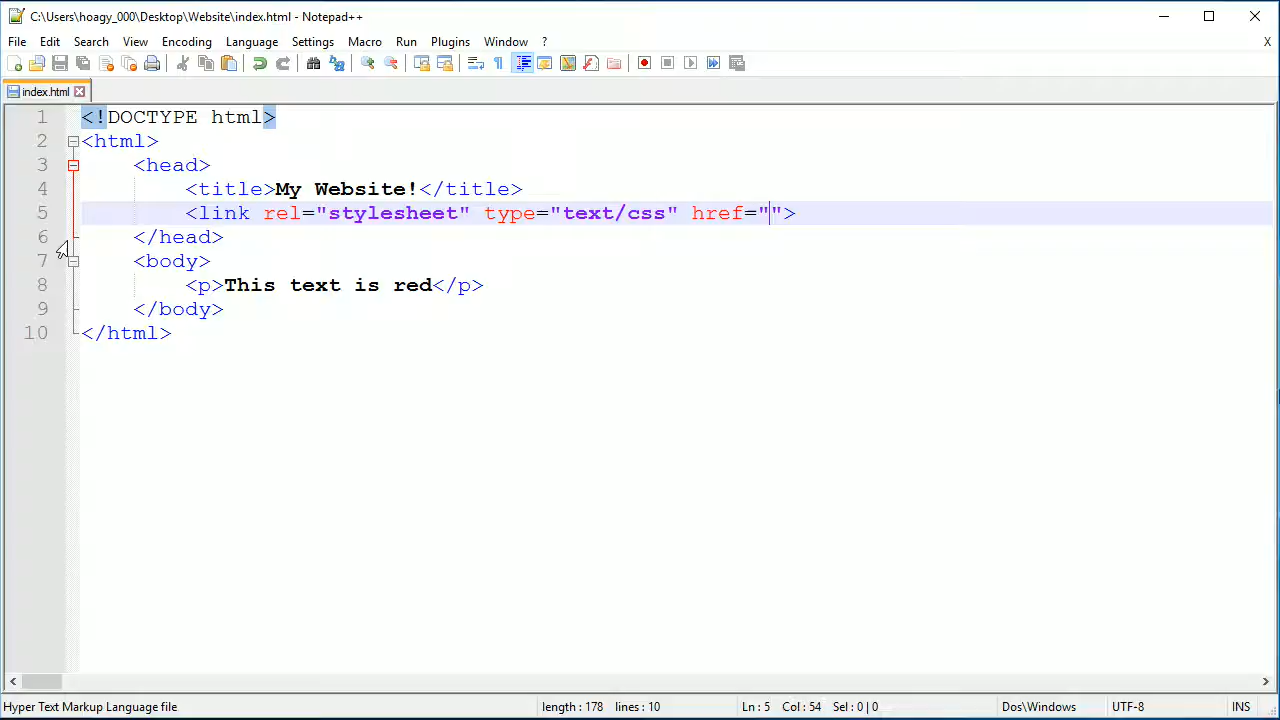 C:\Users\hoagy_000\Desktop\Website\index.html - Notepad++
File Edit Search View Encoding Language Settings Macro Run Plugins Window ? X
index.html
1 <!DOCTYPE html>
2 <html>
3 <head>
4 <title>My Website!</title>
5 <link rel="stylesheet" type="text/css" href="">
6 </head>
7 <body>
8 <p>This text is red</p>
9 </body>
10 </html>
Hyper Text Markup Language file length : 178 lines : 10 Ln : 5 Col : 54 Sel : 0 | 0 Dos\Windows UTF-8 INS